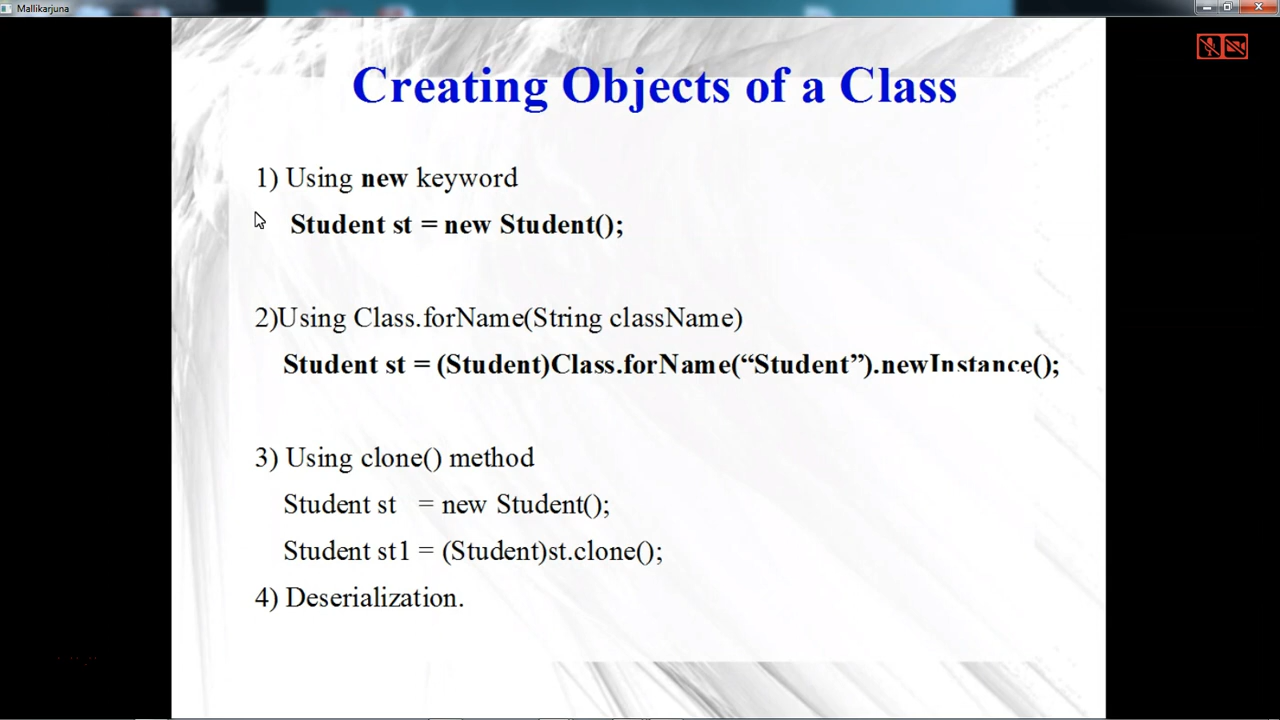 Mallikarjuna
Creating Objects of a Class
1) Using new keyword
Student st = new Student();
2)Using Class.forName(String className)
Student st = (Student)Class.forName(“Student”).newInstance();
3) Using clone() method
Student st = new Student();
Student st1 = (Student)st.clone();
4) Deserialization.